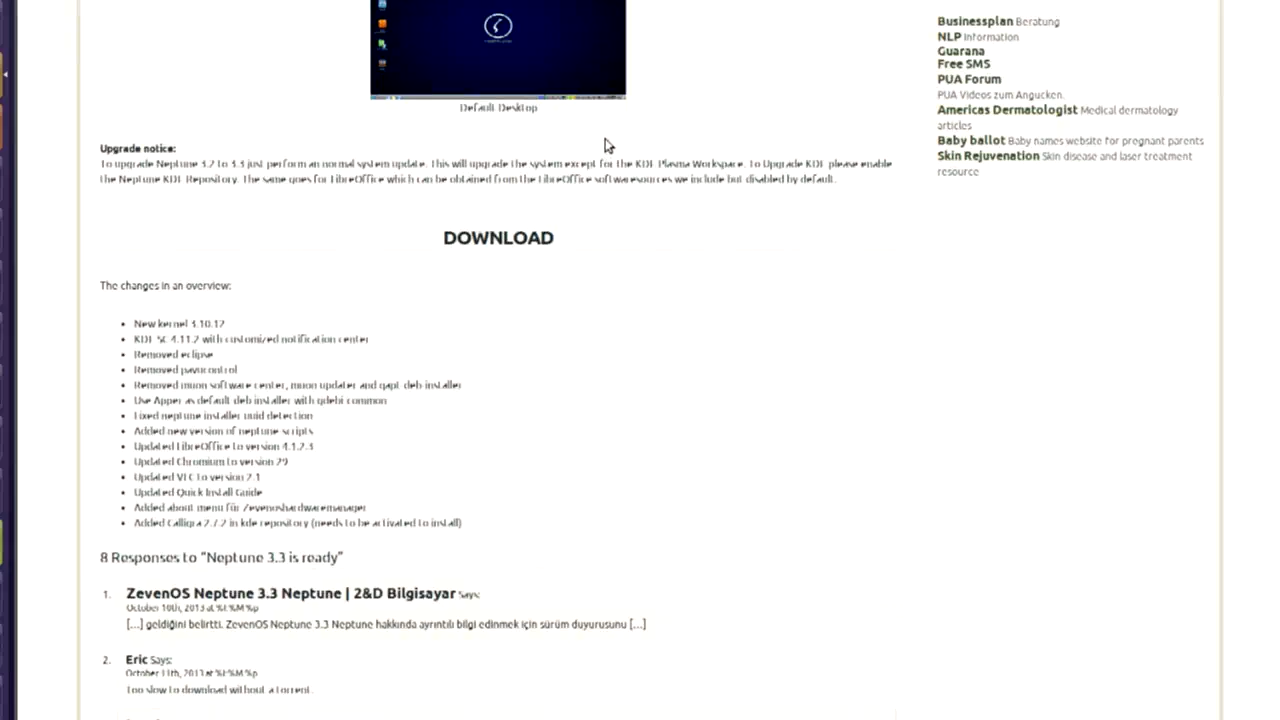 Default Desktop
Upgrade notice:
To upgrade Neptune 3.2 to 3.3 just perform an normal system update. This will upgrade the system except for the KDE Plasma Workspace. To Upgrade KDE please enable
the Neptune KDE Repository. The same goes for LibreOffice which can be obtained from the LibreOffice softwaresources we include but disabled by default.
DOWNLOAD
The changes in an overview:
• New kernel 3.10.12
• KDE SC 4.11.2 with customized notification center
• Removed eclipse
• Removed pavucontrol
• Removed muon software center, muon updater and qapt-deb-installer
• Use Apper as default deb installer with gdebi common
• Fixed neptune installer uuid detection
• Added new version of neptune scripts
• Updated LibreOffice to version 4.1.2.3
• Updated Chromium to version 29
• Updated VLC to version 2.1
• Updated Quick Install Guide
• Added about menu für Zevenoshardwaremanager
• Added Calligra 2.7.2 in kde repository (needs to be activated to install)
8 Responses to “Neptune 3.3 is ready”
1. ZevenOS Neptune 3.3 Neptune | 2&D Bilgisayar Says:
October 10th, 2013 at %I:%M %p
[...] geldiğini belirtti. ZevenOS Neptune 3.3 Neptune hakkında ayrıntılı bilgi edinmek için sürüm duyurusunu [...]
2. Eric Says:
October 11th, 2013 at %I:%M %p
Too slow to download without a torrent.
Businessplan Beratung
NLP Information
Guarana
Free SMS
PUA Forum
PUA Videos zum Angucken.
Americas Dermatologist Medical dermatology
articles
Baby ballot Baby names website for pregnant parents
Skin Rejuvenation Skin disease and laser treatment
resource